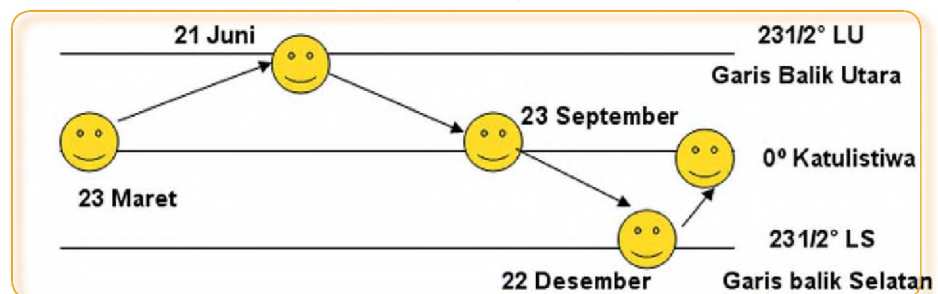 21 Juni
231/2° LU
Garis Balik Utara
23 September
0° Katulistiwa
23 Maret
231/2° LS
22 Desember
Garis balik Selatan